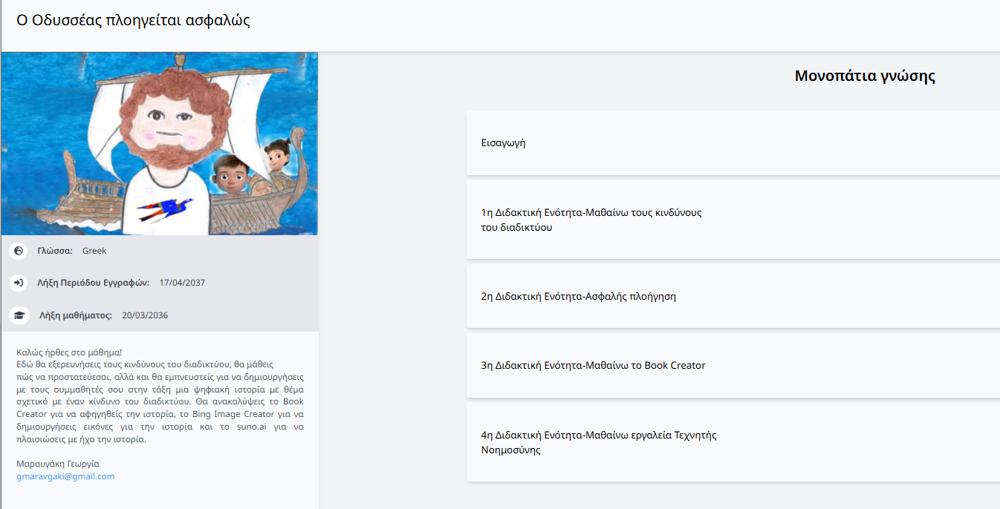 Ο Οδυσσέας πλοηγείται ασφαλώς
Γλώσσα: Greek
Λήξη Περιόδου Εγγραφών: 17/04/2037
Λήξη μαθήματος: 20/03/2036
Καλώς ήρθες στο μάθημα!
Εδώ θα εξερευνήσεις τους κινδύνους του διαδικτύου, θα μάθεις
πώς να προστατεύεσαι, αλλά και θα εμπνευστείς για να δημιουργήσεις
με τους συμμαθητές σου στην τάξη μια ψηφιακή ιστορία με θέμα
σχετικό με έναν κίνδυνο του διαδικτύου. Θα ανακαλύψεις το Book
Creator για να αφηγηθείς την ιστορία, το Bing Image Creator για να
δημιουργήσεις εικόνες για την ιστορία και το suno.ai για να
πλαισιώσεις με ήχο την ιστορία.
Μαραυγάκη Γεωργία
gmaravgaki@gmail.com
Μονοπάτια γνώσης
Εισαγωγή
1η Διδακτική Ενότητα-Μαθαίνω τους κινδύνους
του διαδικτύου
2η Διδακτική Ενότητα-Ασφαλής πλοήγηση
3η Διδακτική Ενότητα-Μαθαίνω το Book Creator
4η Διδακτική Ενότητα-Μαθαίνω εργαλεία Τεχνητής
Νοημοσύνης